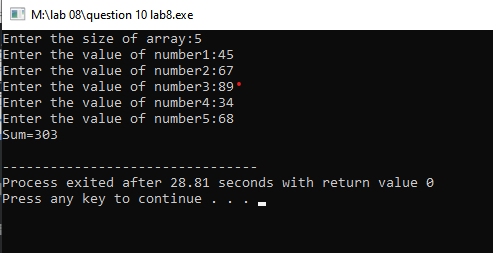 M:\lab 08\question 10 lab8.exe
Enter the size of array:5
Enter the value of number1:45
Enter the value of number2:67
Enter the value of number3:89
Enter the value of number4:34
Enter the value of number5:68
Sum=303
--------------------------------
Process exited after 28.81 seconds with return value 0
Press any key to continue . . .